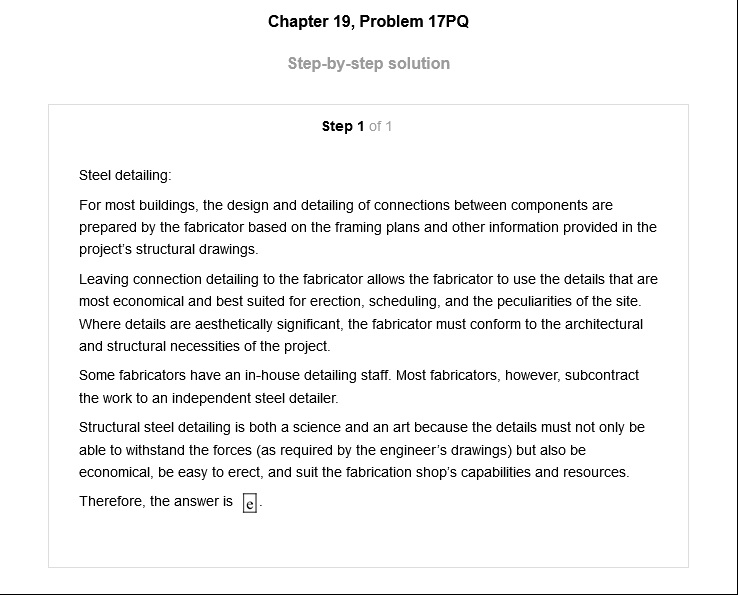 Chapter 19, Problem 17PQ
Step-by-step solution
Step 1 of 1
Steel detailing:
For most buildings, the design and detailing of connections between components are
prepared by the fabricator based on the framing plans and other information provided in the
project's structural drawings.
Leaving connection detailing to the fabricator allows the fabricator to use the details that are
most economical and best suited for erection, scheduling, and the peculiarities of the site.
Where details are aesthetically significant, the fabricator must conform to the architectural
and structural necessities of the project.
Some fabricators have an in-house detailing staff. Most fabricators, however, subcontract
the work to an independent steel detailer.
Structural steel detailing is both a science and an art because the details must not only be
able to withstand the forces (as required by the engineer's drawings) but also be
economical, be easy to erect, and suit the fabrication shop's capabilities and resources.
Therefore, the answer is e.